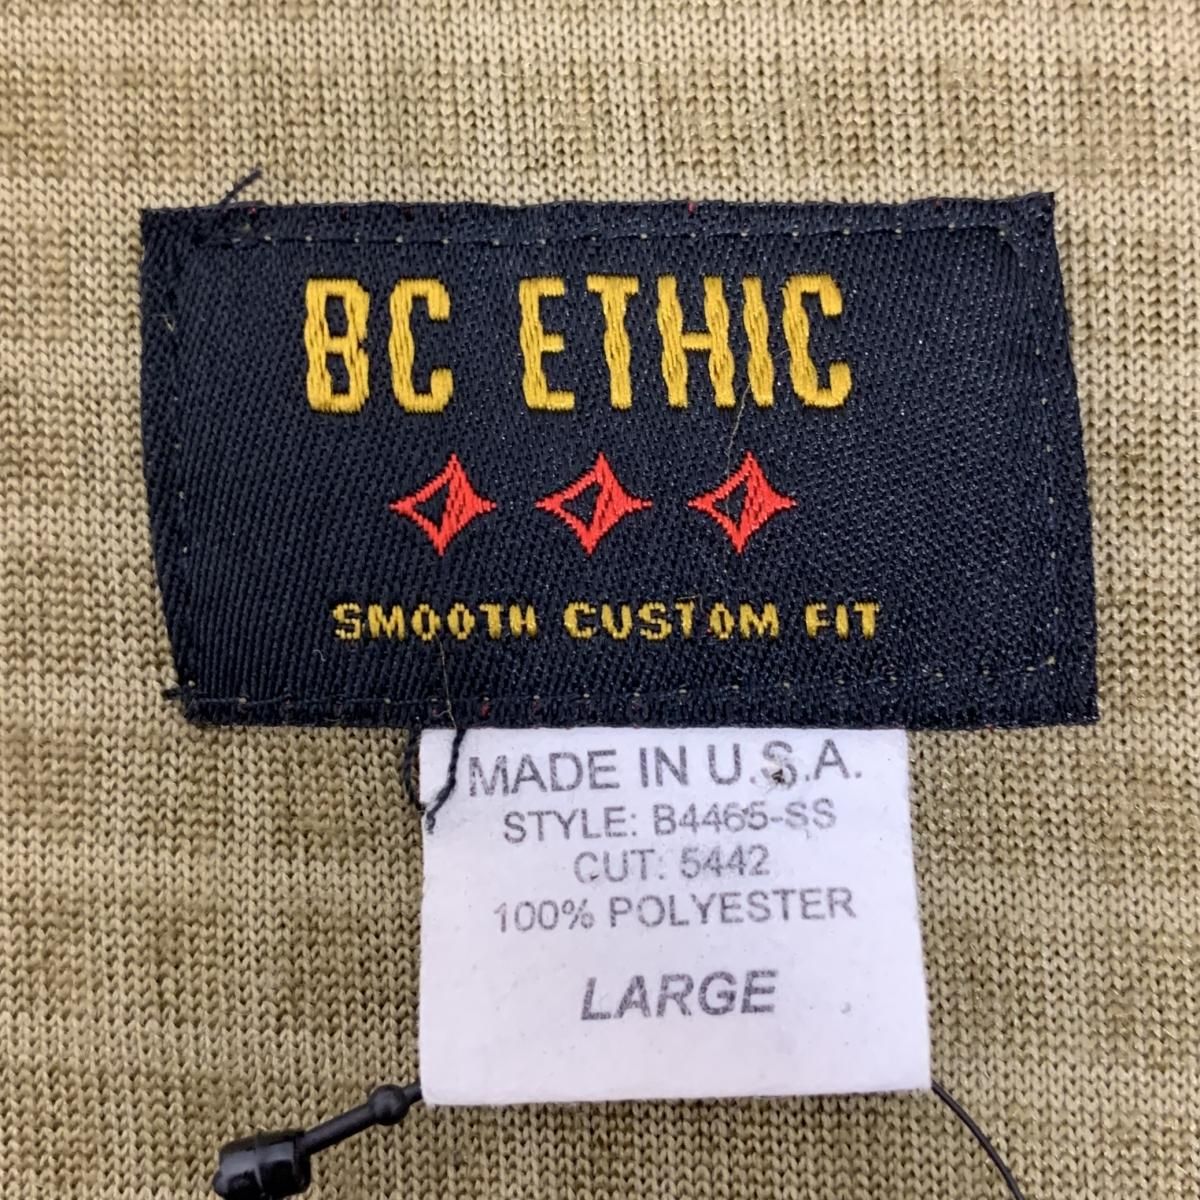 BC ETHIC
SMOOTH CUSTOM FIT
MADE IN U.S.A.
STYLE: B4465-SS
CUT: 5442
100% POLYESTER
LARGE